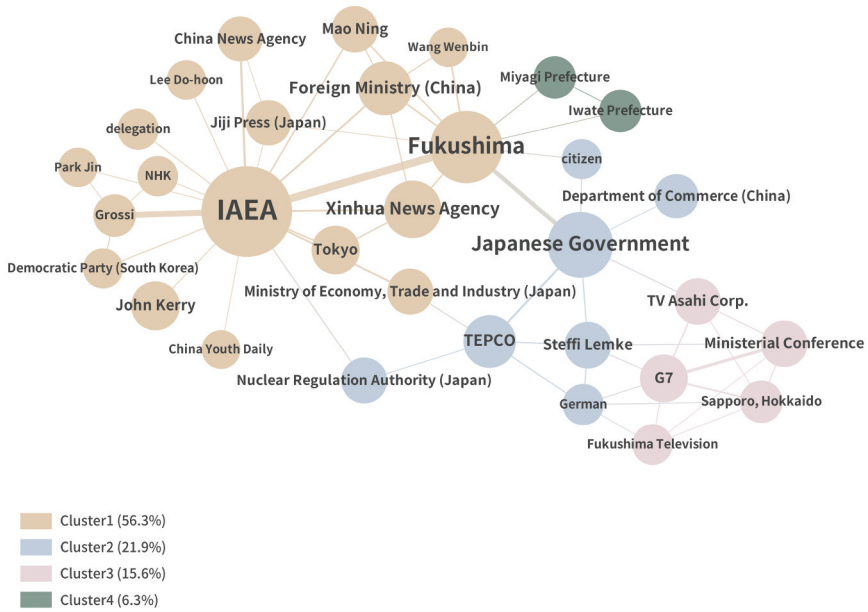 Mao Ning
China News Agency
Wang Wenbin
Lee Do-hoon
Foreign Ministry (China)
Miyagi Prefecture
Iwate Prefecture
Jiji Press (Japan)
delegation
Fukushima
citizen
Park Jin
NHK
Department of Commerce (China)
IAEA
Xinhua News Agency
Grossi
Japanese Government
Tokyo
Democratic Party (South Korea)
Ministry of Economy, Trade and Industry (Japan)
TV Asahi Corp.
John Kerry
TEPCO
Steffi Lemke
Ministerial Conference
China Youth Daily
Nuclear Regulation Authority (Japan)
G7
German
Sapporo, Hokkaido
Fukushima Television
Cluster1 (56.3%)
Cluster2 (21.9%)
Cluster3 (15.6%)
Cluster4 (6.3%)